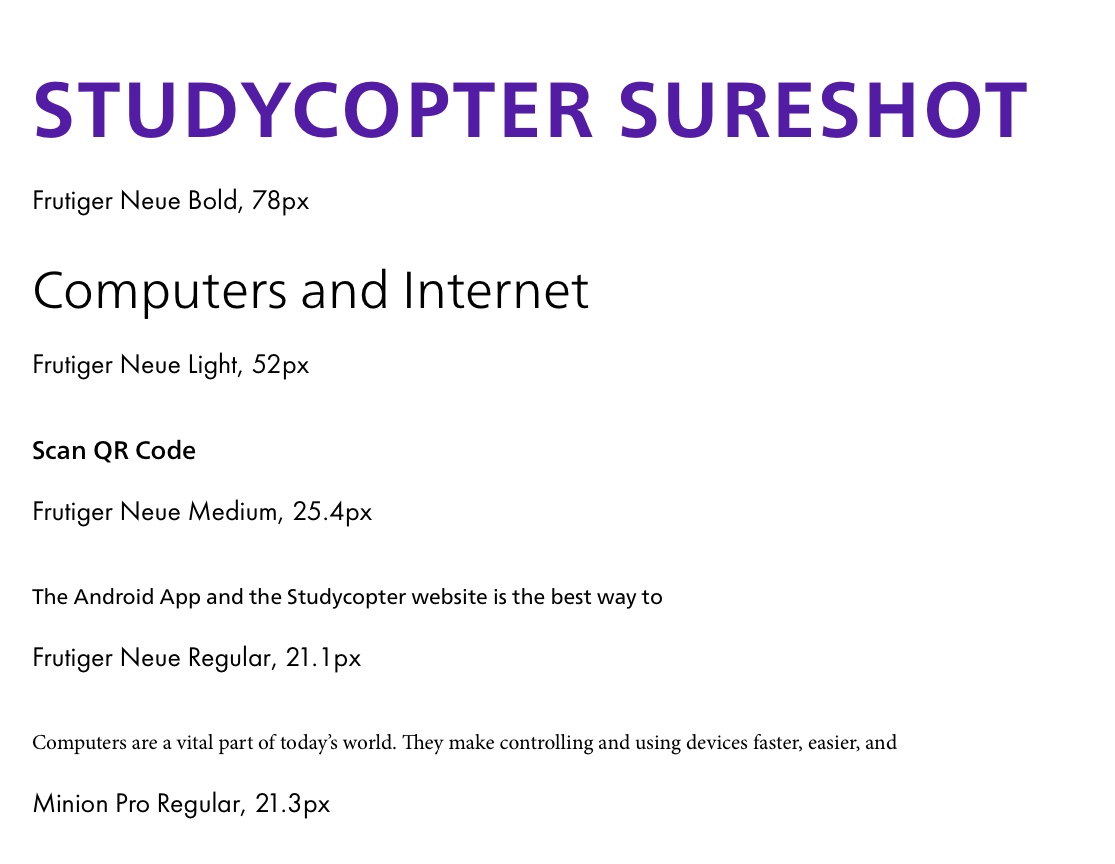 STUDYCOPTER SURESHOT
Frutiger Neue Bold, 78px
Computers and Internet
Frutiger Neue Light, 52px
Scan QR Code
Frutiger Neue Medium, 25.4px
The Android App and the Studycopter website is the best way to
Frutiger Neue Regular, 21.1px
Computers are a vital part of today’s world. They make controlling and using devices faster, easier, and
Minion Pro Regular, 21.3px